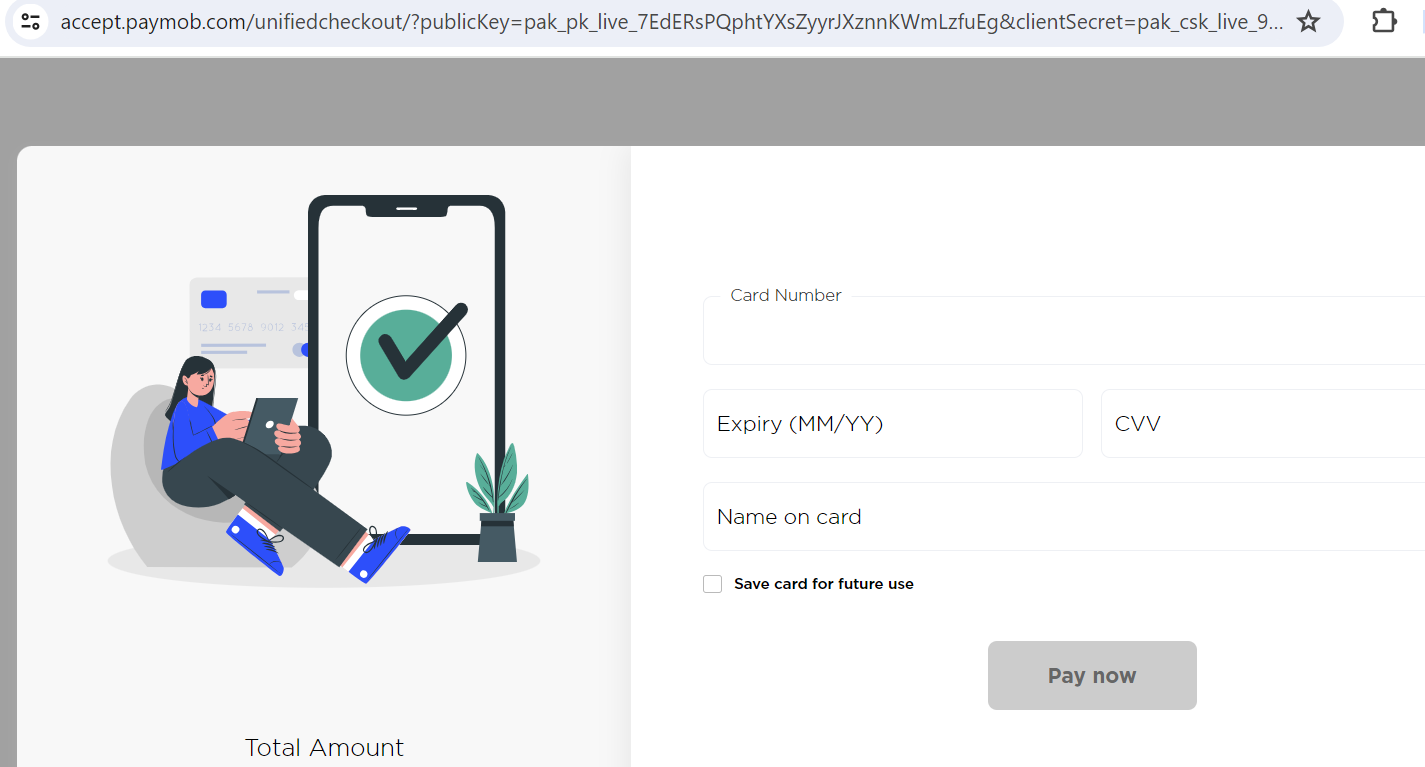 accept.paymob.com/unifiedcheckout/?publicKey=pak_pk_live_7EdERsPQphtYXsZyyrJXznnKWmLzfuEg&clientSecret=pak_csk_live_9...
1234 5678 9012 345
Card Number
Expiry (MM/YY)
CVV
Name on card
Save card for future use
Pay now
Total Amount